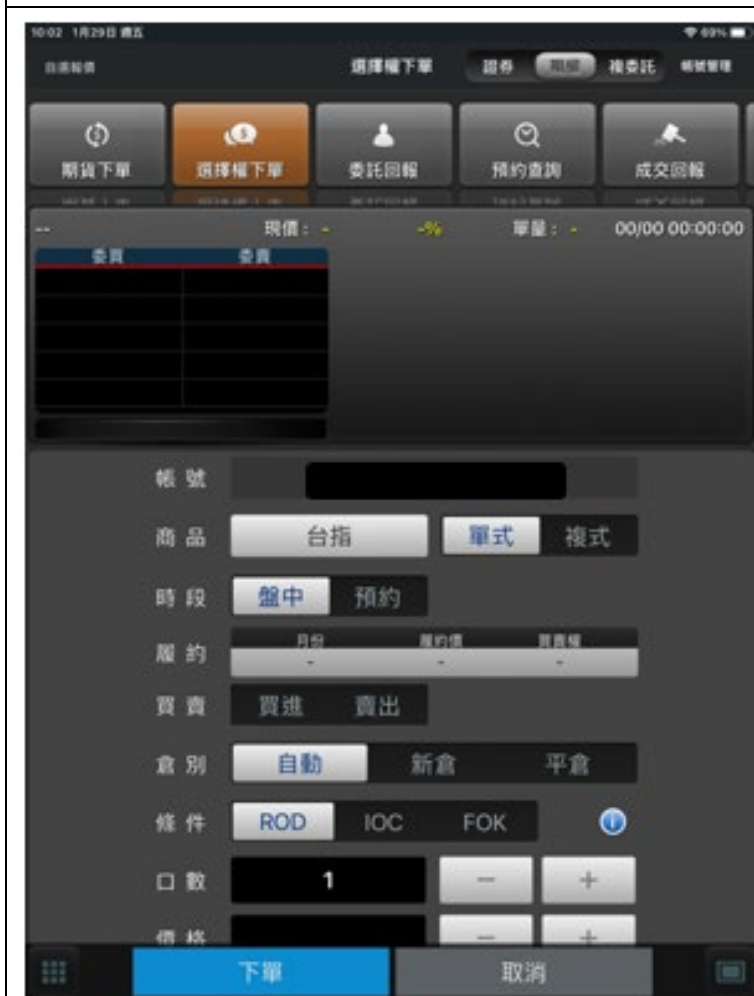 10:02 1月29日 週五 69%
自選報價 選擇權下單 證券 期權 複委託 帳號管理
期貨下單 選擇權下單 委託回報 預約查詢 成交回報
-- 現價： - -% 單量： - 00/00 00:00:00
委買 委賣
帳號
商品 台指 單式 複式
時段 盤中 預約
月份 履約價 買賣權
履約 - - -
買賣 買進 賣出
倉別 自動 新倉 平倉
條件 ROD IOC FOK
口數 1 − +
價格 − +
下單 取消